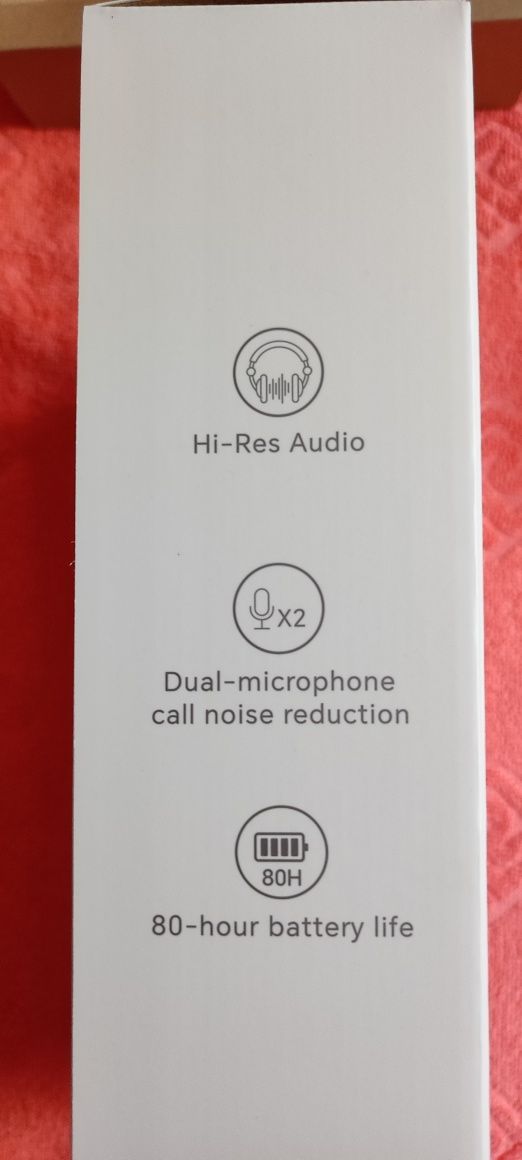 Hi-Res Audio
X2
Dual-microphone
call noise reduction
80H
80-hour battery life